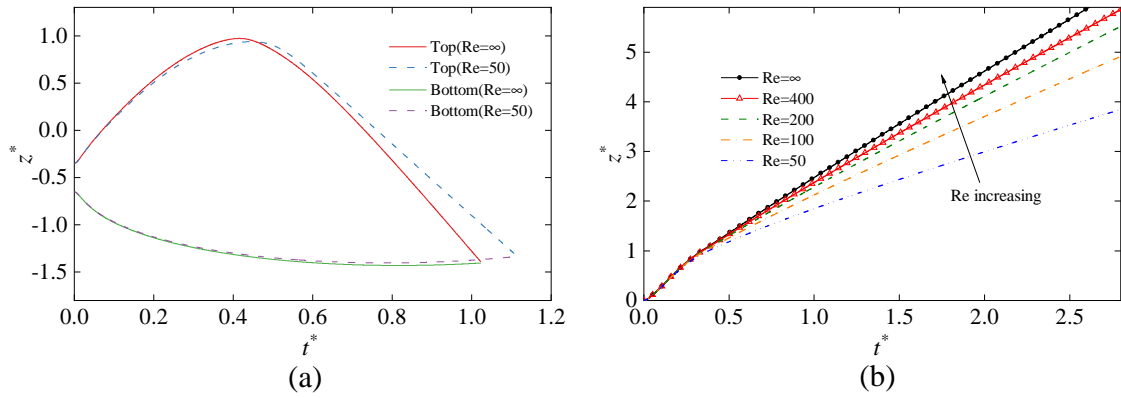 1.0
0.5
0.0
-0.5
-1.0
-1.5
z*
0.0 0.2 0.4 0.6 0.8 1.0 1.2
t*
Top(Re=∞)
Top(Re=50)
Bottom(Re=∞)
Bottom(Re=50)
(a)
5
4
3
2
1
0
z*
0.0 0.5 1.0 1.5 2.0 2.5
t*
Re=∞
Re=400
Re=200
Re=100
Re=50
Re increasing
(b)